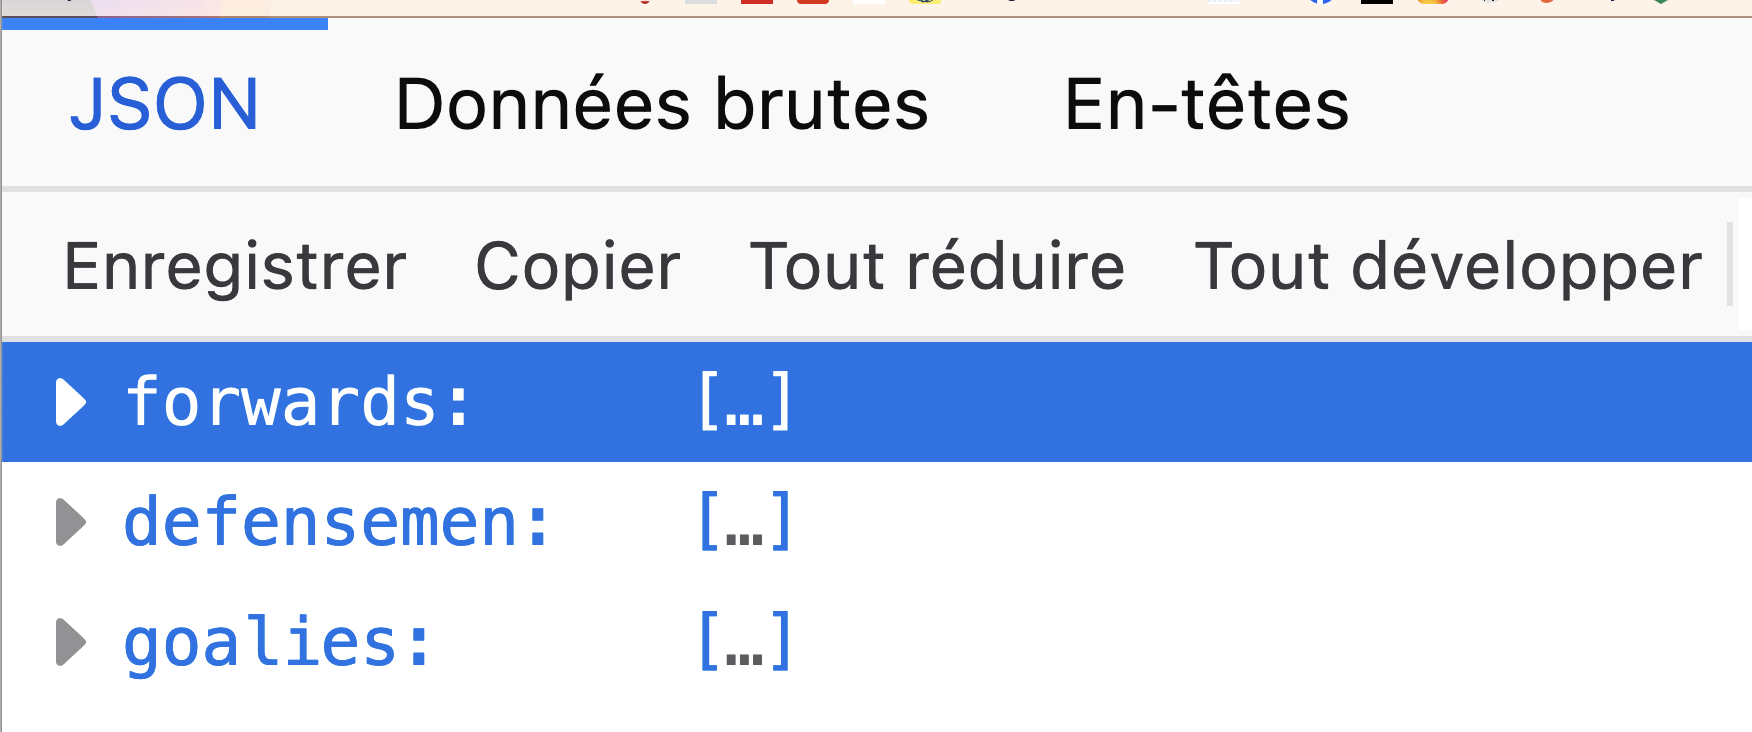 JSON Données brutes En-têtes
Enregistrer Copier Tout réduire Tout développer
forwards: […]
defensemen: […]
goalies: […]